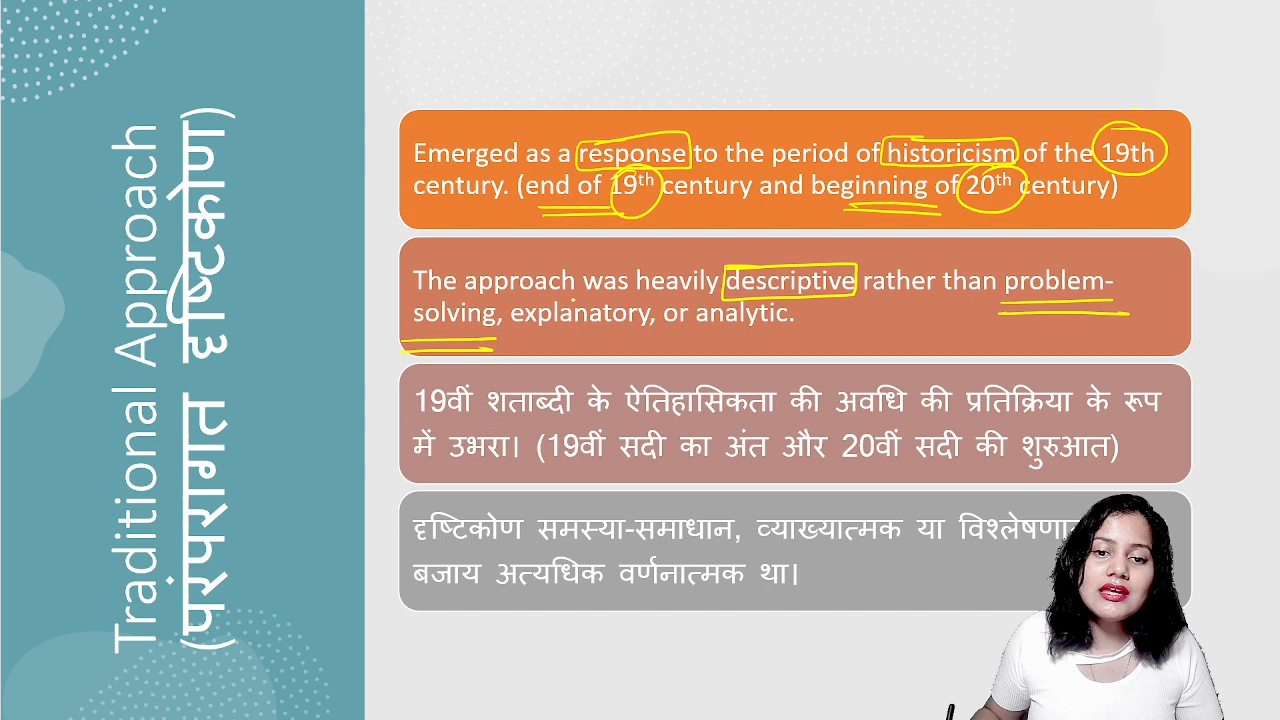 Traditional Approach
(परंपरागत दृष्टिकोण)
Emerged as a response to the period of historicism of the 19th
century. (end of 19th century and beginning of 20th century)
The approach was heavily descriptive rather than problem-
solving, explanatory, or analytic.
19वीं शताब्दी के ऐतिहासिकता की अवधि की प्रतिक्रिया के रूप
में उभरा। (19वीं सदी का अंत और 20वीं सदी की शुरुआत)
दृष्टिकोण समस्या-समाधान, व्याख्यात्मक या
बजाय अत्यधिक वर्णनात्मक था।